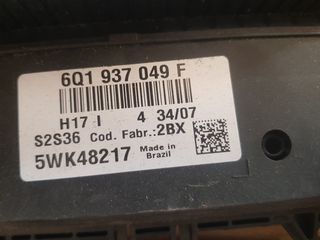 6Q1 937 049 F
H17 I 4 34/07
S2S36 Cod. Fabr.:2BX
5WK48217 Made in Brazil